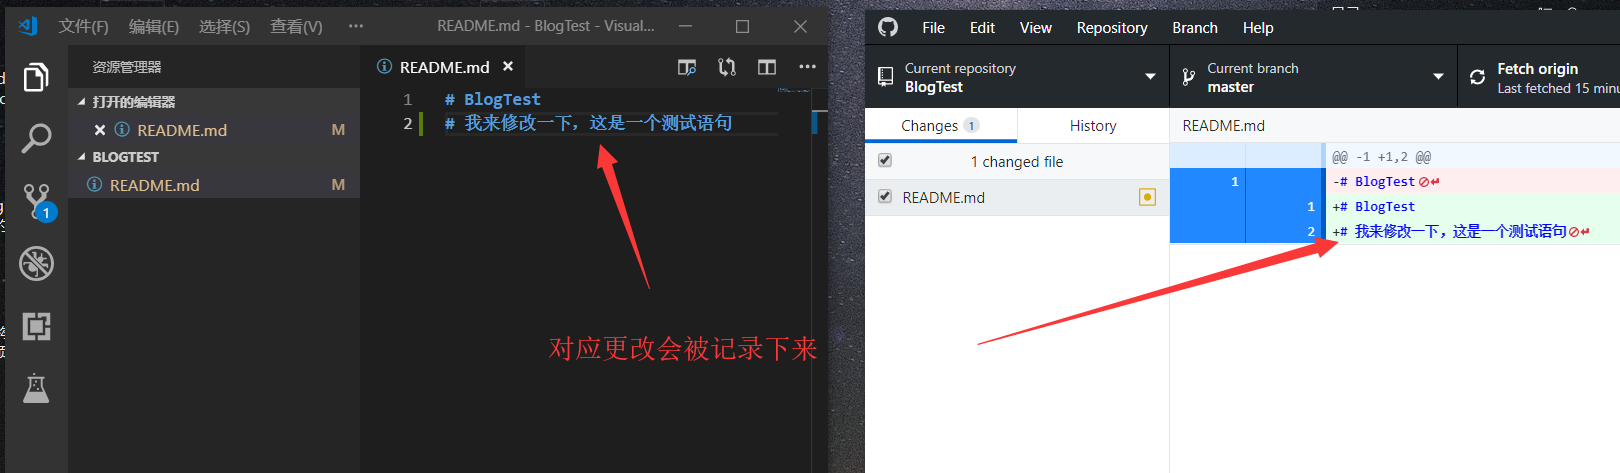 文件(F) 编辑(E) 选择(S) 查看(V) ··· README.md - BlogTest - Visual...
资源管理器
打开的编辑器
README.md M
BLOGTEST
README.md M
1
README.md
1 # BlogTest
2 # 我来修改一下，这是一个测试语句
对应更改会被记录下来
File Edit View Repository Branch Help
Current repository
BlogTest
Current branch
master
Fetch origin
Last fetched 15 minu
Changes 1 History
1 changed file
README.md
README.md
@@ -1 +1,2 @@
1 -# BlogTest
1 +# BlogTest
2 +# 我来修改一下，这是一个测试语句